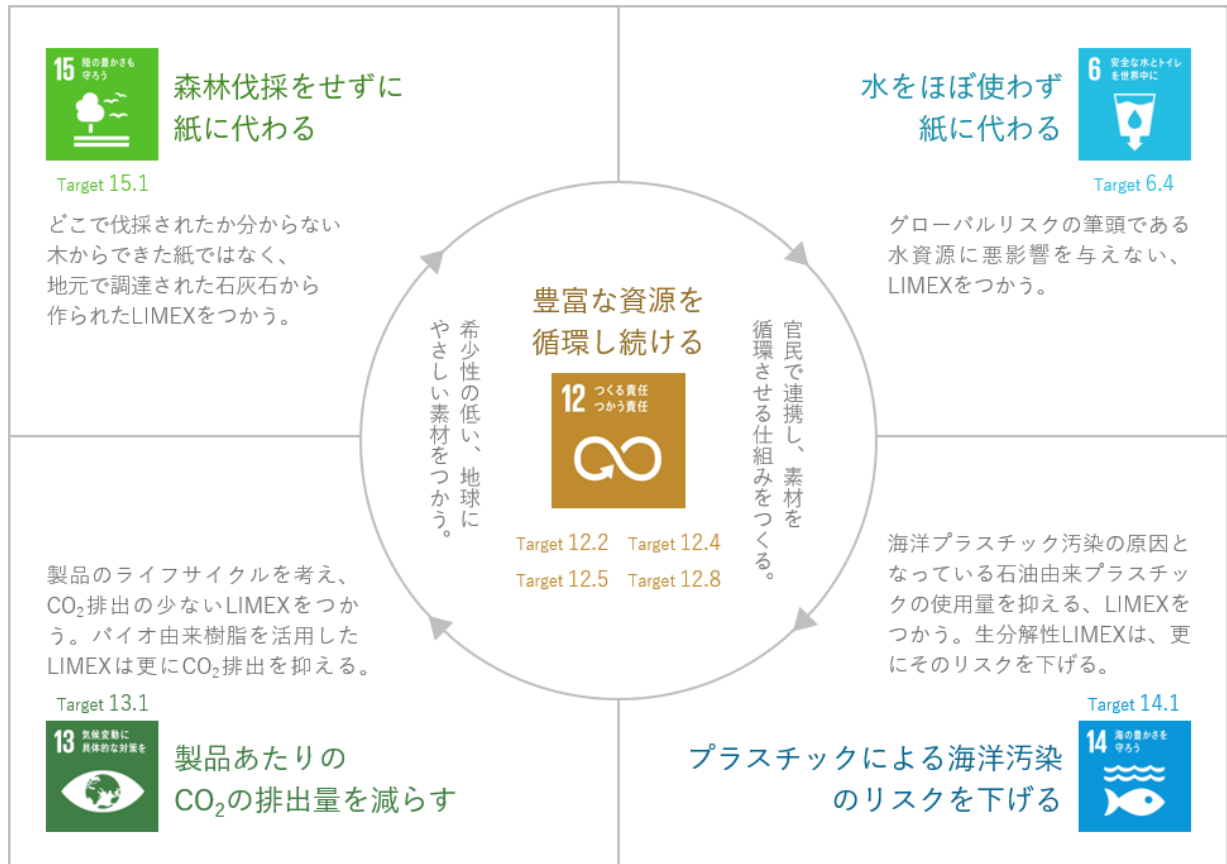 15 陸の豊かさも
守ろう
森林伐採をせずに
紙に代わる
Target 15.1
どこで伐採されたか分からない
木からできた紙ではなく、
地元で調達された石灰石から
作られたLIMEXをつかう。
水をほぼ使わず
紙に代わる
6 安全な水とトイレ
を世界中に
Target 6.4
グローバルリスクの筆頭である
水資源に悪影響を与えない、
LIMEXをつかう。
豊富な資源を
循環し続ける
12 つくる責任
つかう責任
Target 12.2 Target 12.4
Target 12.5 Target 12.8
官民で連携し、素材を
循環させる仕組みをつくる。
希少性の低い、地球に
やさしい素材をつかう。
製品のライフサイクルを考え、
CO₂排出の少ないLIMEXをつか
う。バイオ由来樹脂を活用した
LIMEXは更にCO₂排出を抑える。
Target 13.1
13 気候変動に
具体的な対策を
製品あたりの
CO₂の排出量を減らす
海洋プラスチック汚染の原因と
なっている石油由来プラスチッ
クの使用量を抑える、LIMEXを
つかう。生分解性LIMEXは、更
にそのリスクを下げる。
Target 14.1
プラスチックによる海洋汚染
のリスクを下げる
14 海の豊かさを
守ろう